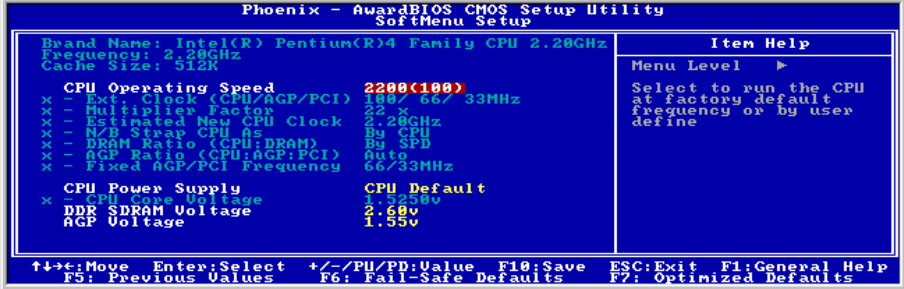 Phoenix - AwardBIOS CMOS Setup Utility
SoftMenu Setup
Brand Name: Intel(R) Pentium(R)4 Family CPU 2.20GHz
Frequency: 2.20GHz
Cache Size: 512K
Item Help
Menu Level ▶
Select to run the CPU
at factory default
frequency or by user
define
CPU Operating Speed 2200(100)
x - Ext. Clock (CPU/AGP/PCI) 100/ 66/ 33MHz
x - Multiplier Factor 22 x
x - Estimated New CPU Clock 2.20GHz
x - N/B Strap CPU As By CPU
x - DRAM Ratio (CPU:DRAM) By SPD
x - AGP Ratio (CPU:AGP:PCI) Auto
x - Fixed AGP/PCI Frequency 66/33MHz
CPU Power Supply CPU Default
x - CPU Core Voltage 1.5250v
DDR SDRAM Voltage 2.60v
AGP Voltage 1.55v
↑↓→←:Move Enter:Select +/-/PU/PD:Value F10:Save ESC:Exit F1:General Help
F5: Previous Values F6: Fail-Safe Defaults F7: Optimized Defaults